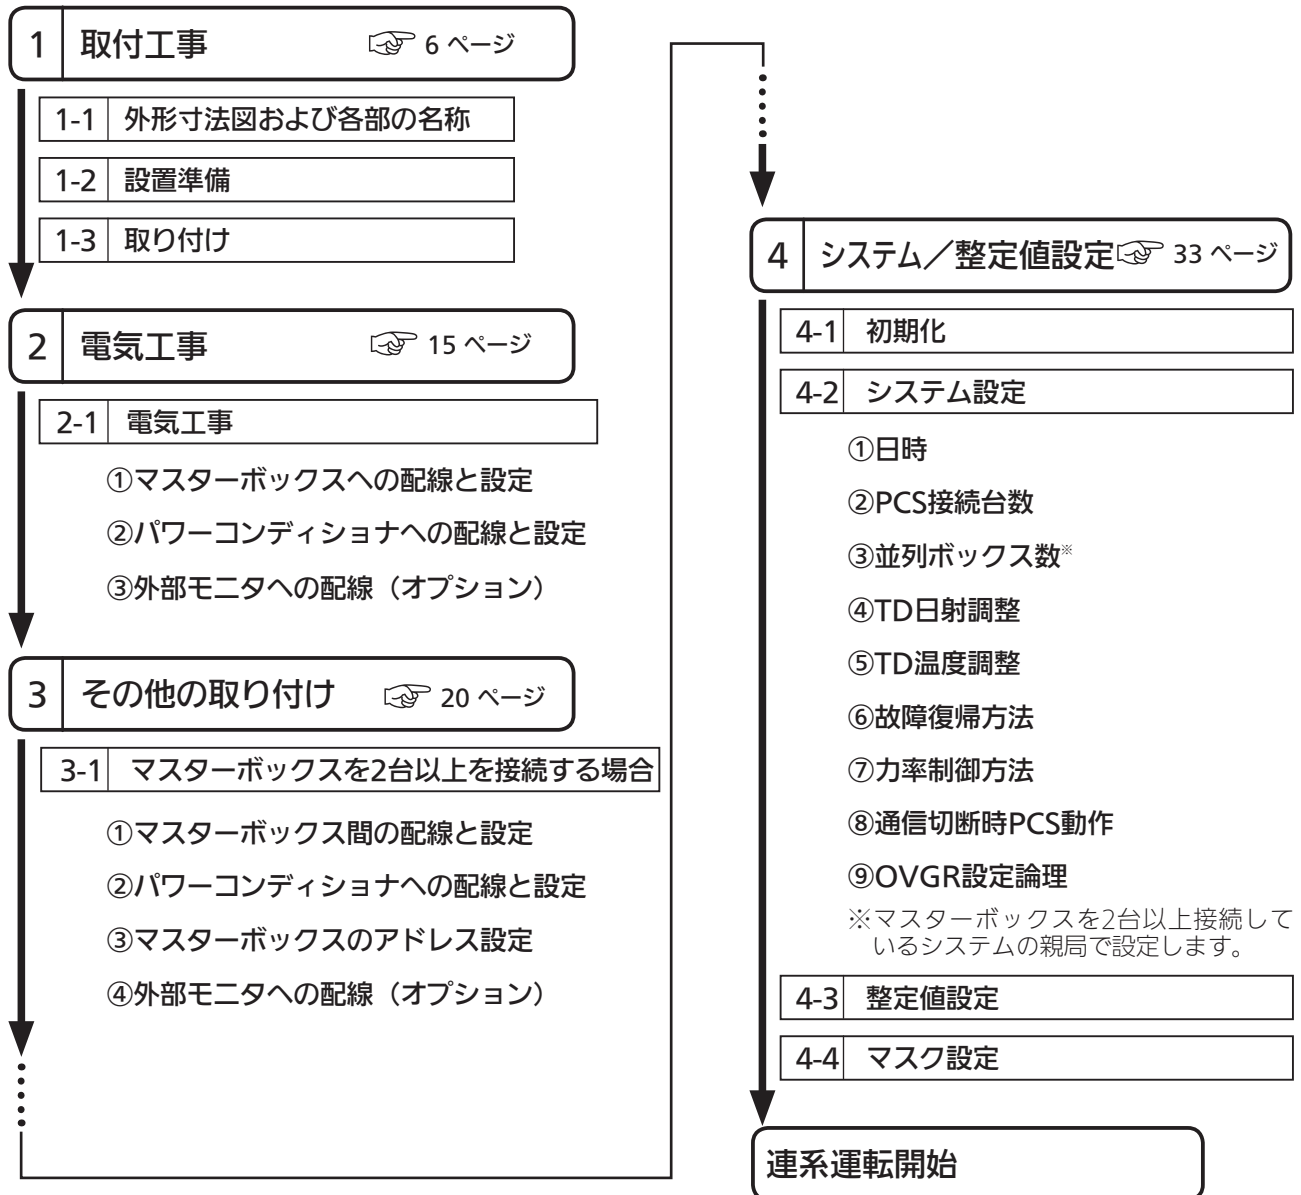 1 取付工事 ☞ 6 ページ
1-1 外形寸法図および各部の名称
1-2 設置準備
1-3 取り付け
2 電気工事 ☞ 15 ページ
2-1 電気工事
①マスターボックスへの配線と設定
②パワーコンディショナへの配線と設定
③外部モニタへの配線（オプション）
3 その他の取り付け ☞ 20 ページ
3-1 マスターボックスを2台以上を接続する場合
①マスターボックス間の配線と設定
②パワーコンディショナへの配線と設定
③マスターボックスのアドレス設定
④外部モニタへの配線（オプション）
4 システム／整定値設定 ☞ 33 ページ
4-1 初期化
4-2 システム設定
①日時
②PCS接続台数
③並列ボックス数※
④TD日射調整
⑤TD温度調整
⑥故障復帰方法
⑦力率制御方法
⑧通信切断時PCS動作
⑨OVGR設定論理
※マスターボックスを2台以上接続して
いるシステムの親局で設定します。
4-3 整定値設定
4-4 マスク設定
連系運転開始